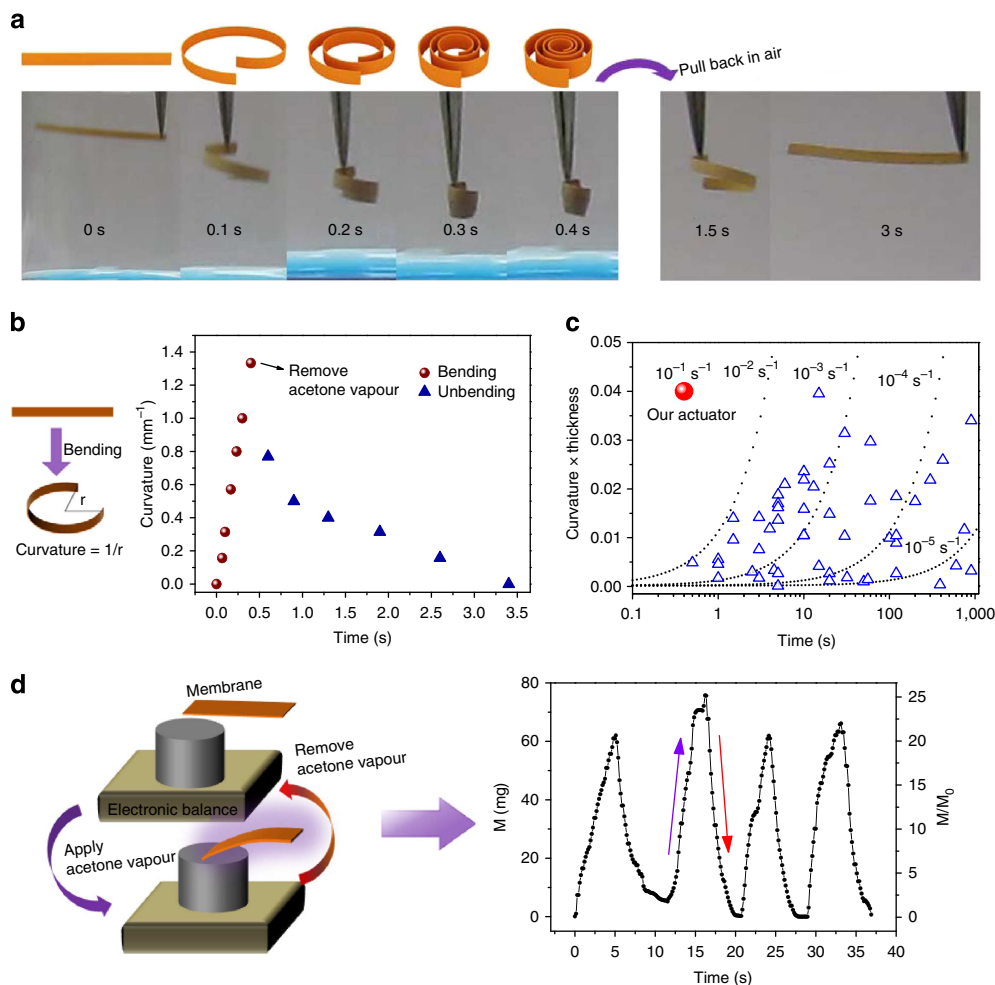 a
Pull back in air
0 s
0.1 s
0.2 s
0.3 s
0.4 s
1.5 s
3 s
b
Bending
r
Curvature = 1/r
Curvature (mm⁻¹)
1.4
1.2
1.0
0.8
0.6
0.4
0.2
0.0
Remove
acetone vapour
Bending
Unbending
0.0 0.5 1.0 1.5 2.0 2.5 3.0 3.5
Time (s)
c
Curvature × thickness
0.05
0.04
0.03
0.02
0.01
0.00
10⁻¹ s⁻¹
10⁻² s⁻¹
10⁻³ s⁻¹
10⁻⁴ s⁻¹
10⁻⁵ s⁻¹
Our actuator
0.1 1 10 100 1,000
Time (s)
d
Membrane
Remove
acetone vapour
Electronic balance
Apply
acetone vapour
M (mg)
80
60
40
20
0
25
20
15
10
5
0
M/M₀
0 5 10 15 20 25 30 35 40
Time (s)